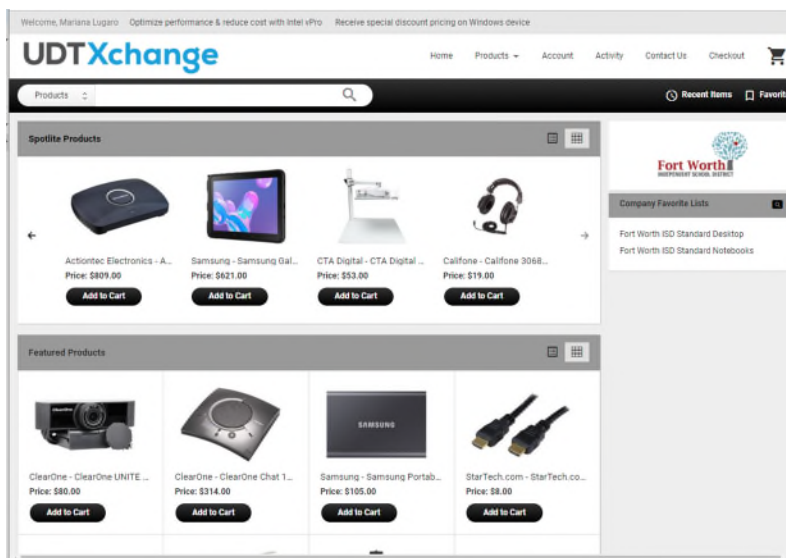 Welcome, Mariana Lugaro Optimize performance & reduce cost with Intel vPro Receive special discount pricing on Windows device
UDTXchange
Home Products Account Activity Contact Us Checkout
Products
Recent Items Favorit
Spotlite Products
Actiontec Electronics - A...
Samsung - Samsung Gal...
CTA Digital - CTA Digital ...
Califone - Califone 3068...
Price: $809.00
Price: $621.00
Price: $53.00
Price: $19.00
Add to Cart
Add to Cart
Add to Cart
Add to Cart
Fort Worth
INDEPENDENT SCHOOL DISTRICT
Company Favorite Lists
Fort Worth ISD Standard Desktop
Fort Worth ISD Standard Notebooks
Featured Products
ClearOne
SAMSUNG
ClearOne - ClearOne UNITE ...
ClearOne - ClearOne Chat 1...
Samsung - Samsung Portab...
StarTech.com - StarTech.co...
Price: $80.00
Price: $314.00
Price: $105.00
Price: $8.00
Add to Cart
Add to Cart
Add to Cart
Add to Cart